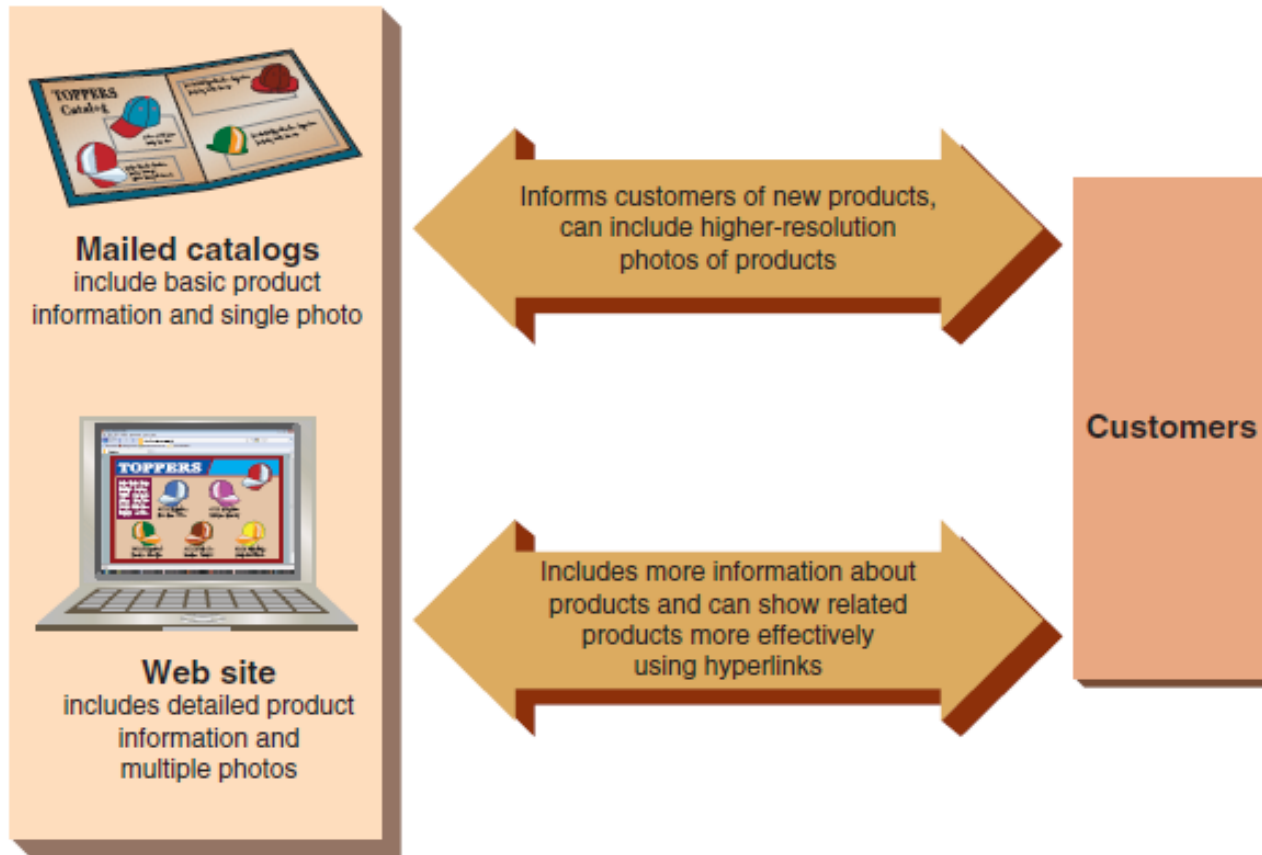 TOPPERS
Catalog
Mailed catalogs
include basic product
information and single photo
Informs customers of new products,
can include higher-resolution
photos of products
TOPPERS
Web site
includes detailed product
information and
multiple photos
Includes more information about
products and can show related
products more effectively
using hyperlinks
Customers